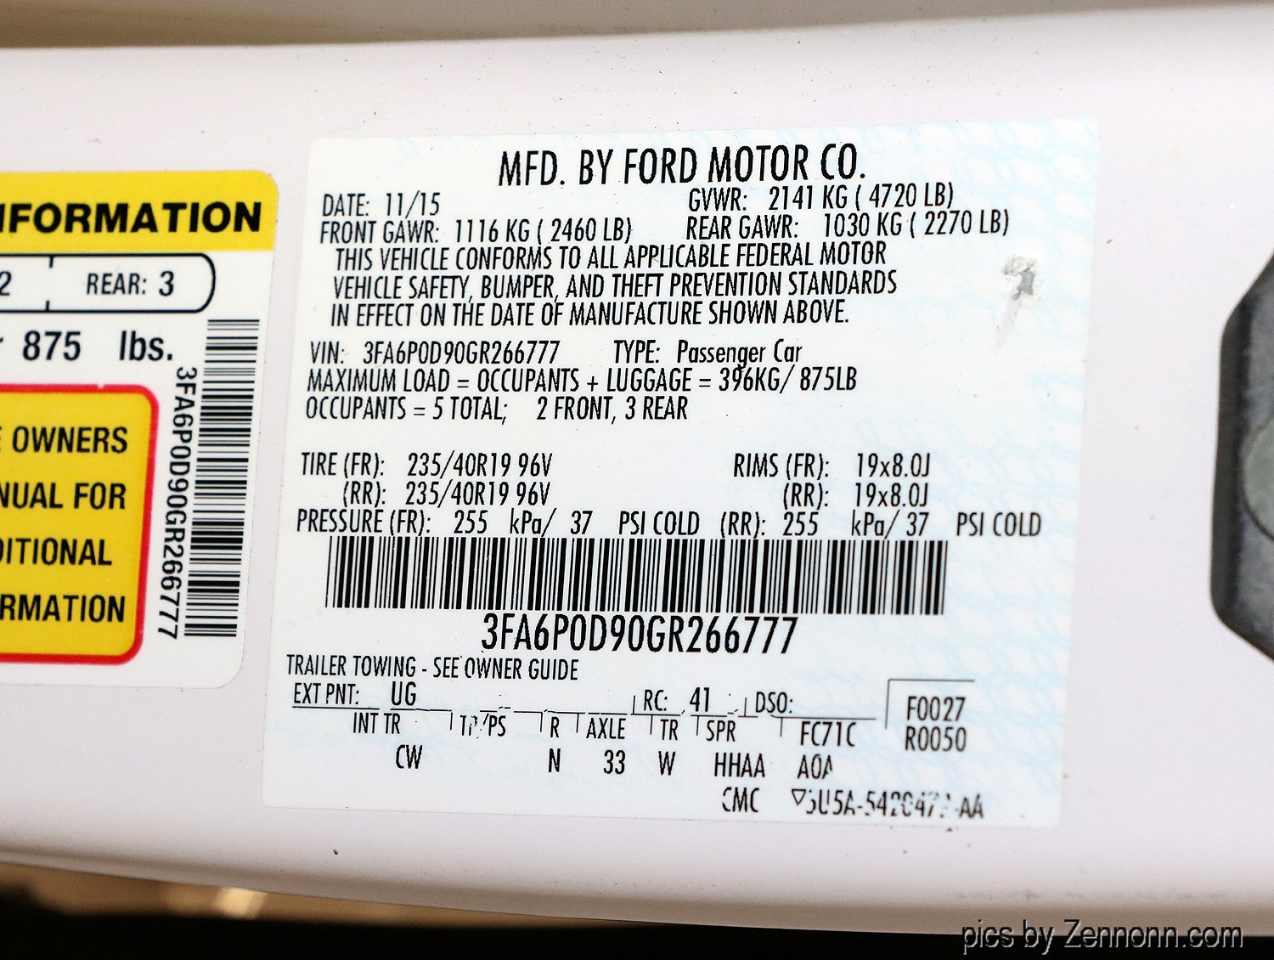 NFORMATION
2 REAR: 3
875 lbs.
OWNERS
NUAL FOR
DITIONAL
RMATION
3FA6P0D90GR266777
MFD. BY FORD MOTOR CO.
DATE: 11/15 GVWR: 2141 KG ( 4720 LB)
FRONT GAWR: 1116 KG ( 2460 LB) REAR GAWR: 1030 KG ( 2270 LB)
THIS VEHICLE CONFORMS TO ALL APPLICABLE FEDERAL MOTOR
VEHICLE SAFETY, BUMPER, AND THEFT PREVENTION STANDARDS
IN EFFECT ON THE DATE OF MANUFACTURE SHOWN ABOVE.
VIN: 3FA6P0D90GR266777 TYPE: Passenger Car
MAXIMUM LOAD = OCCUPANTS + LUGGAGE = 396KG/ 875LB
OCCUPANTS = 5 TOTAL; 2 FRONT, 3 REAR
TIRE (FR): 235/40R19 96V RIMS (FR): 19x8.0J
(RR): 235/40R19 96V (RR): 19x8.0J
PRESSURE (FR): 255 kPa/ 37 PSI COLD (RR): 255 kPa/ 37 PSI COLD
3FA6P0D90GR266777
TRAILER TOWING - SEE OWNER GUIDE
EXT PNT: UG RC: 41 DSO: F0027
INT TR TP/PS R AXLE TR SPR FC71C R0050
CW N 33 W HHAA A0A
CMC
pics by Zennonn.com